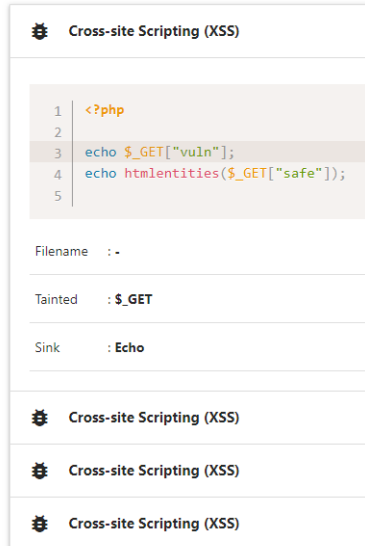 Cross-site Scripting (XSS)
1 <?php
2
3 echo $_GET["vuln"];
4 echo htmlentities($_GET["safe"]);
5
Filename : -
Tainted : $_GET
Sink : Echo
Cross-site Scripting (XSS)
Cross-site Scripting (XSS)
Cross-site Scripting (XSS)